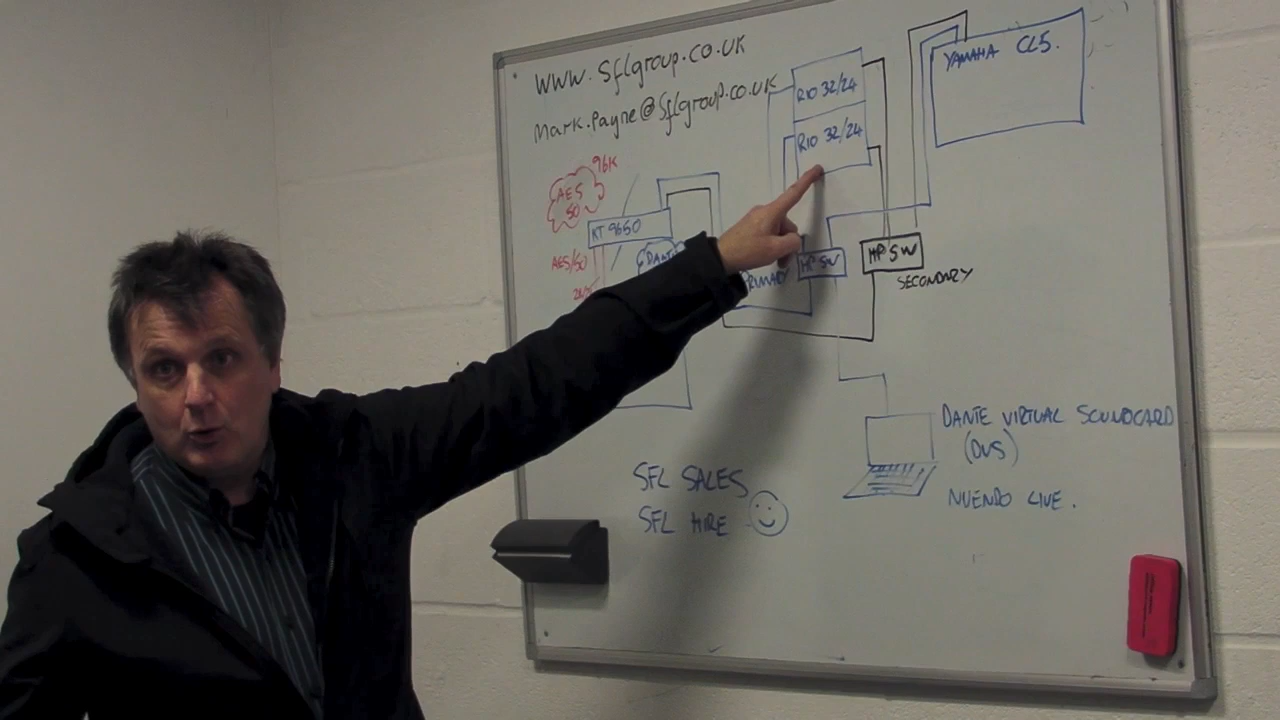 www.sflgroup.co.uk
Mark.Payne@sflgroup.co.uk
RIO 32/24
RIO 32/24
YAMAHA CL5.
96K
AES
50
KT 9650
AES/50
DANTE
PRIMARY
HP SW
HP SW
SECONDARY
DANTE VIRTUAL SOUNDCARD
(DVS)
NUENDO LIVE.
SFL SALES
SFL HIRE